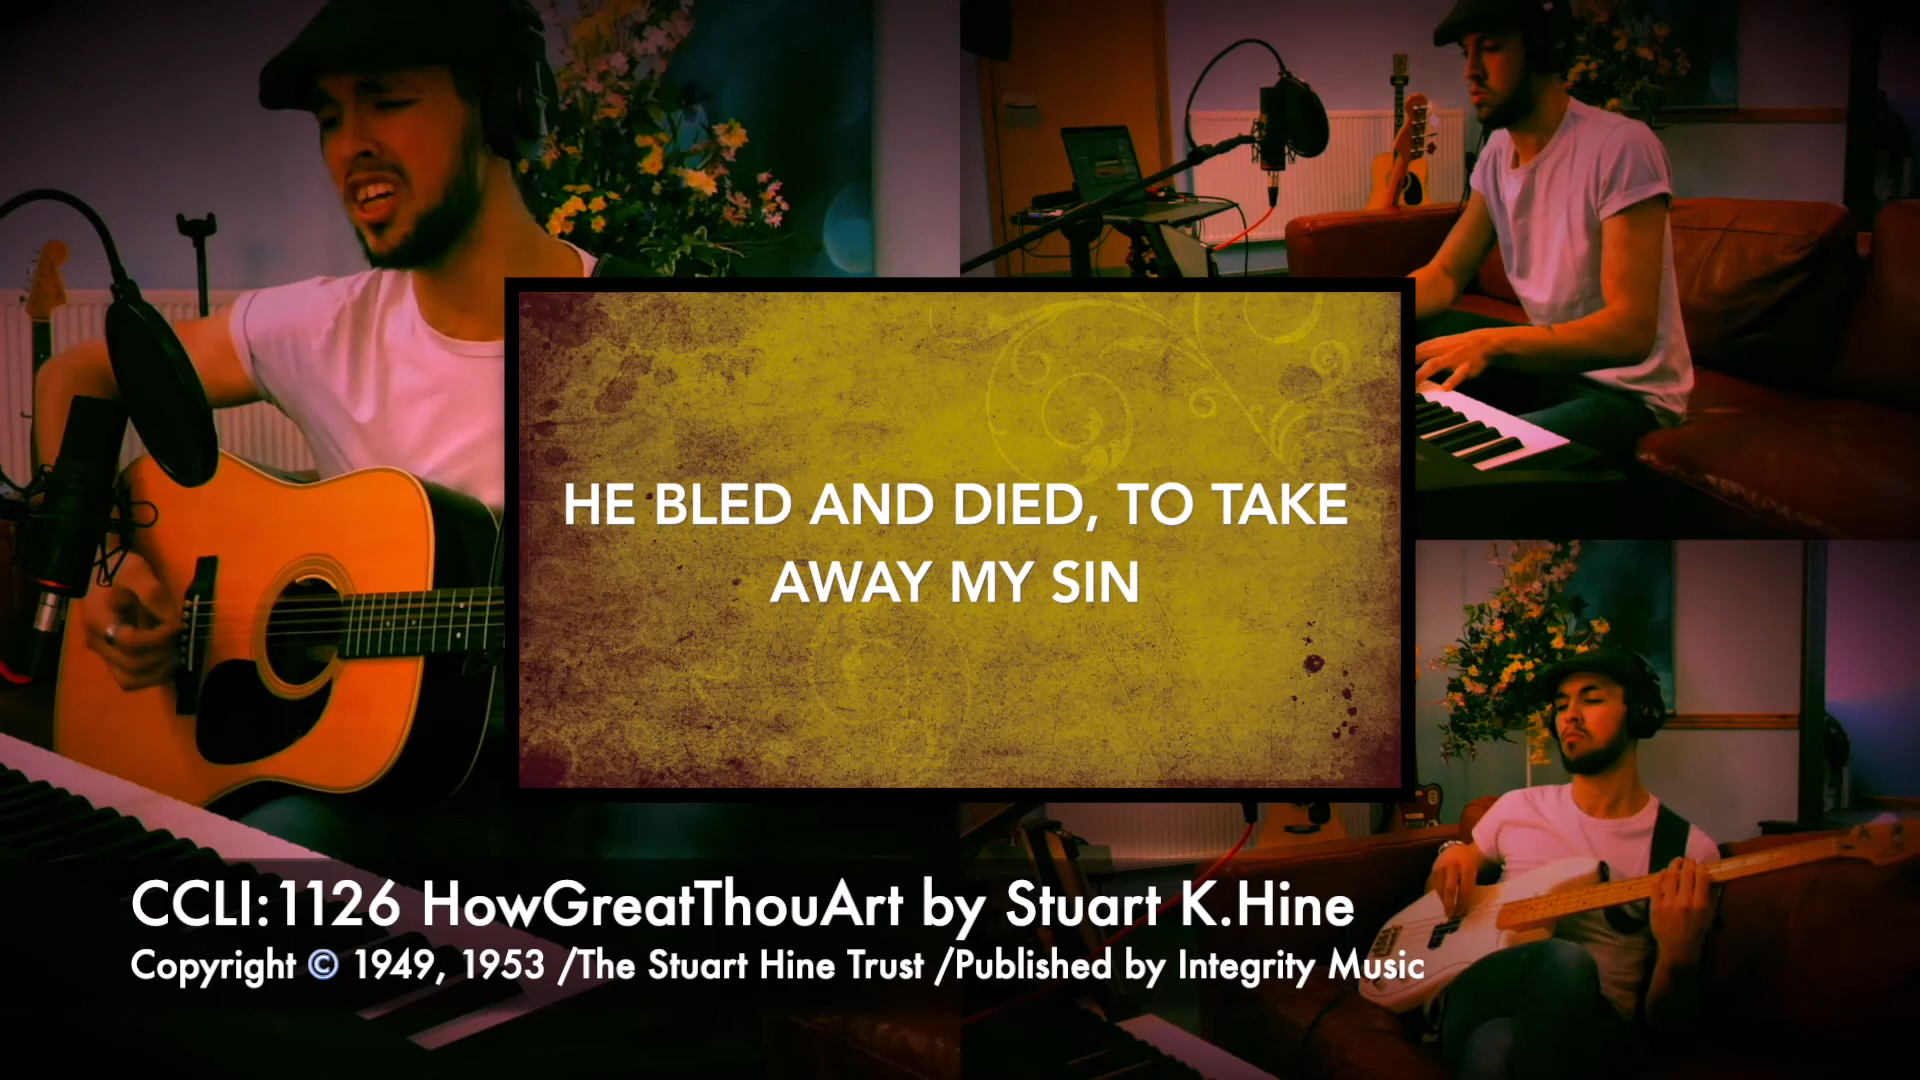 HE BLED AND DIED, TO TAKE
AWAY MY SIN
CCLI:1126 HowGreatThouArt by Stuart K.Hine
Copyright © 1949, 1953 /The Stuart Hine Trust /Published by Integrity Music